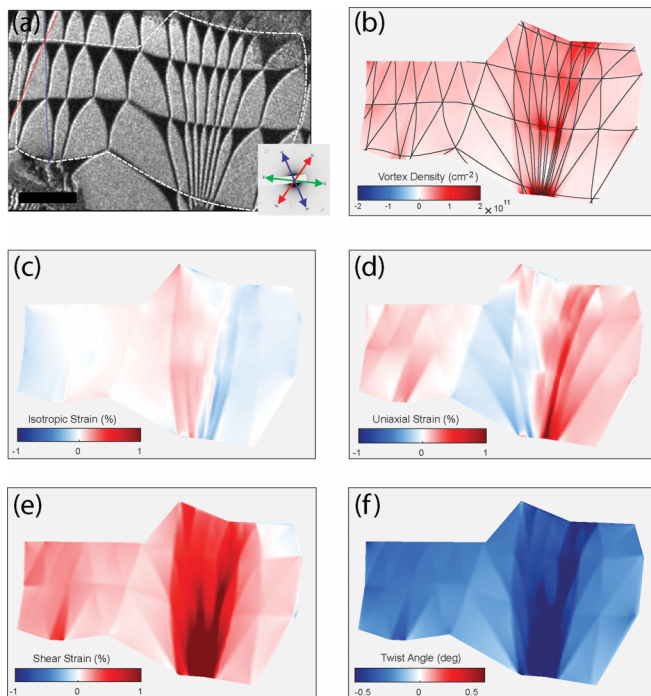 (a)
(b)
Vortex Density (cm-2)
-2 -1 0 1 2
× 10¹¹
(c)
Isotropic Strain (%)
-1 0 1
(d)
Uniaxial Strain (%)
-1 0 1
(e)
Shear Strain (%)
-1 0 1
(f)
Twist Angle (deg)
-0.5 0 0.5